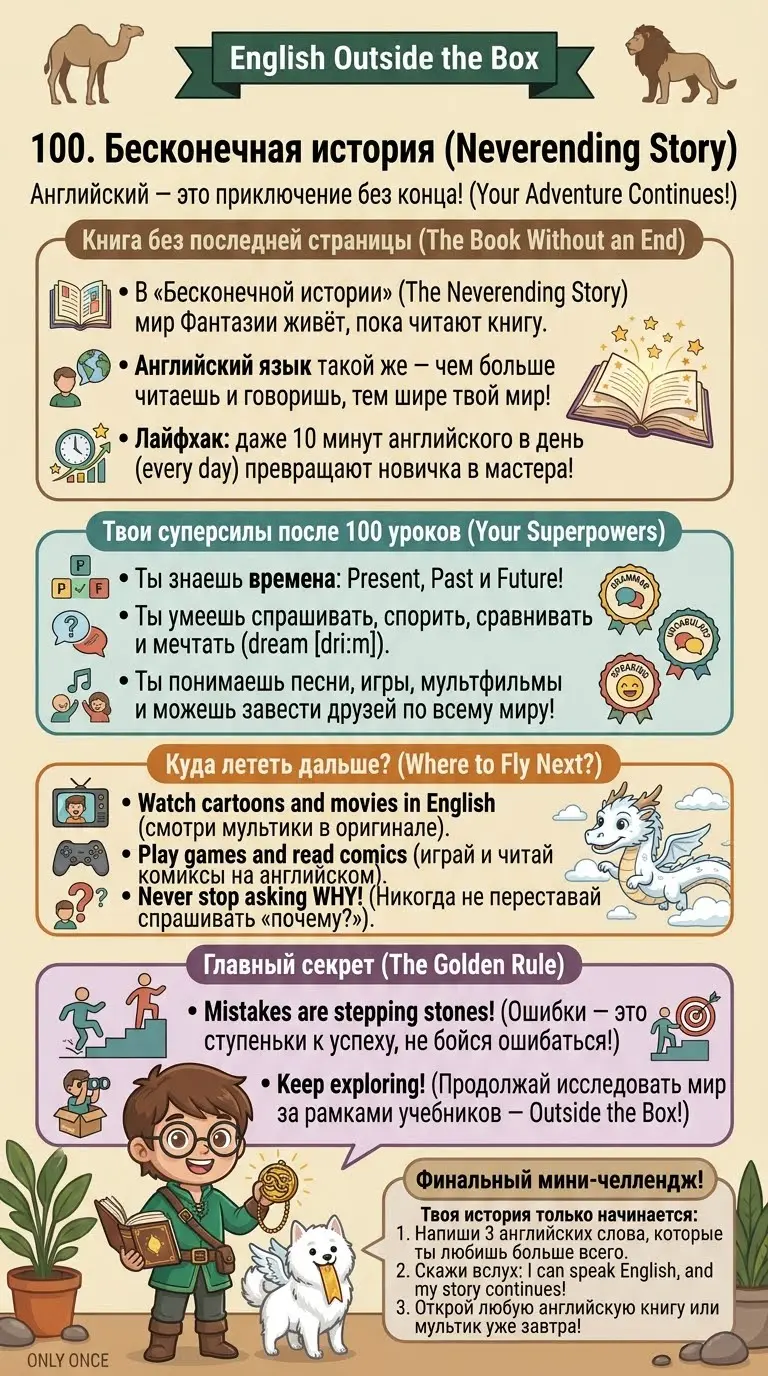 English Outside the Box
100. Бесконечная история (Neverending Story)
Английский — это приключение без конца! (Your Adventure Continues!)
Книга без последней страницы (The Book Without an End)
• В «Бесконечной истории» (The Neverending Story)
мир Фантазии живёт, пока читают книгу.
• Английский язык такой же — чем больше
читаешь и говоришь, тем шире твой мир!
• Лайфхак: даже 10 минут английского в день
(every day) превращают новичка в мастера!
Твои суперсилы после 100 уроков (Your Superpowers)
P
P ✓ F
• Ты знаешь времена: Present, Past и Future!
?
• Ты умеешь спрашивать, спорить, сравнивать
и мечтать (dream [dri:m]).
• Ты понимаешь песни, игры, мультфильмы
и можешь завести друзей по всему миру!
Куда лететь дальше? (Where to Fly Next?)
• Watch cartoons and movies in English
(смотри мультики в оригинале).
• Play games and read comics (играй и читай
комиксы на английском).
???
• Never stop asking WHY! (Никогда не переставай
спрашивать «почему?»).
Главный секрет (The Golden Rule)
• Mistakes are stepping stones! (Ошибки — это
ступеньки к успеху, не бойся ошибаться!)
• Keep exploring! (Продолжай исследовать мир
за рамками учебников — Outside the Box!)
Финальный мини-челлендж!
Твоя история только начинается:
1. Напиши 3 английских слова, которые
ты любишь больше всего.
2. Скажи вслух: I can speak English, and
my story continues!
3. Открой любую английскую книгу или
мультик уже завтра!
ONLY ONCE